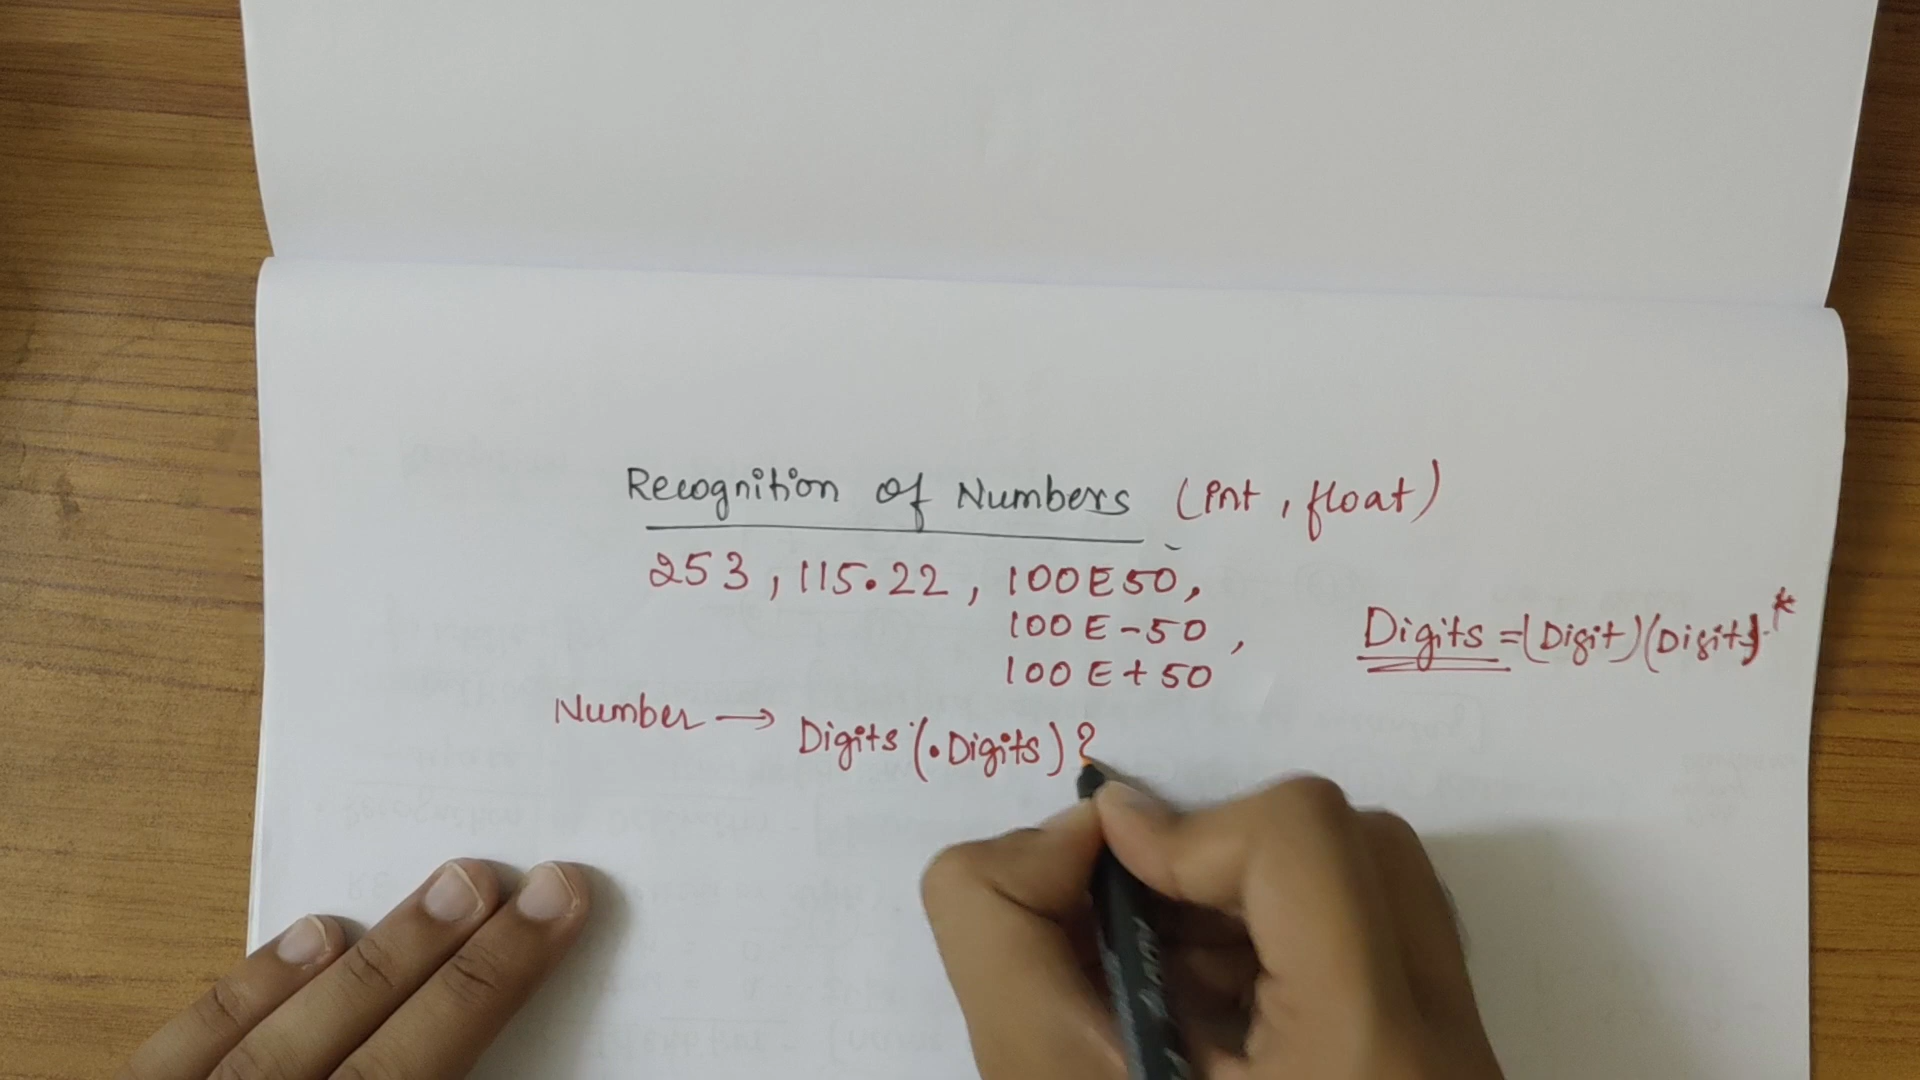 Recognition of Numbers (int, float)
253, 115.22, 100E50,
100E-50,
100E+50
Digits = (Digit)(Digit)*
Number → Digits (.Digits)?